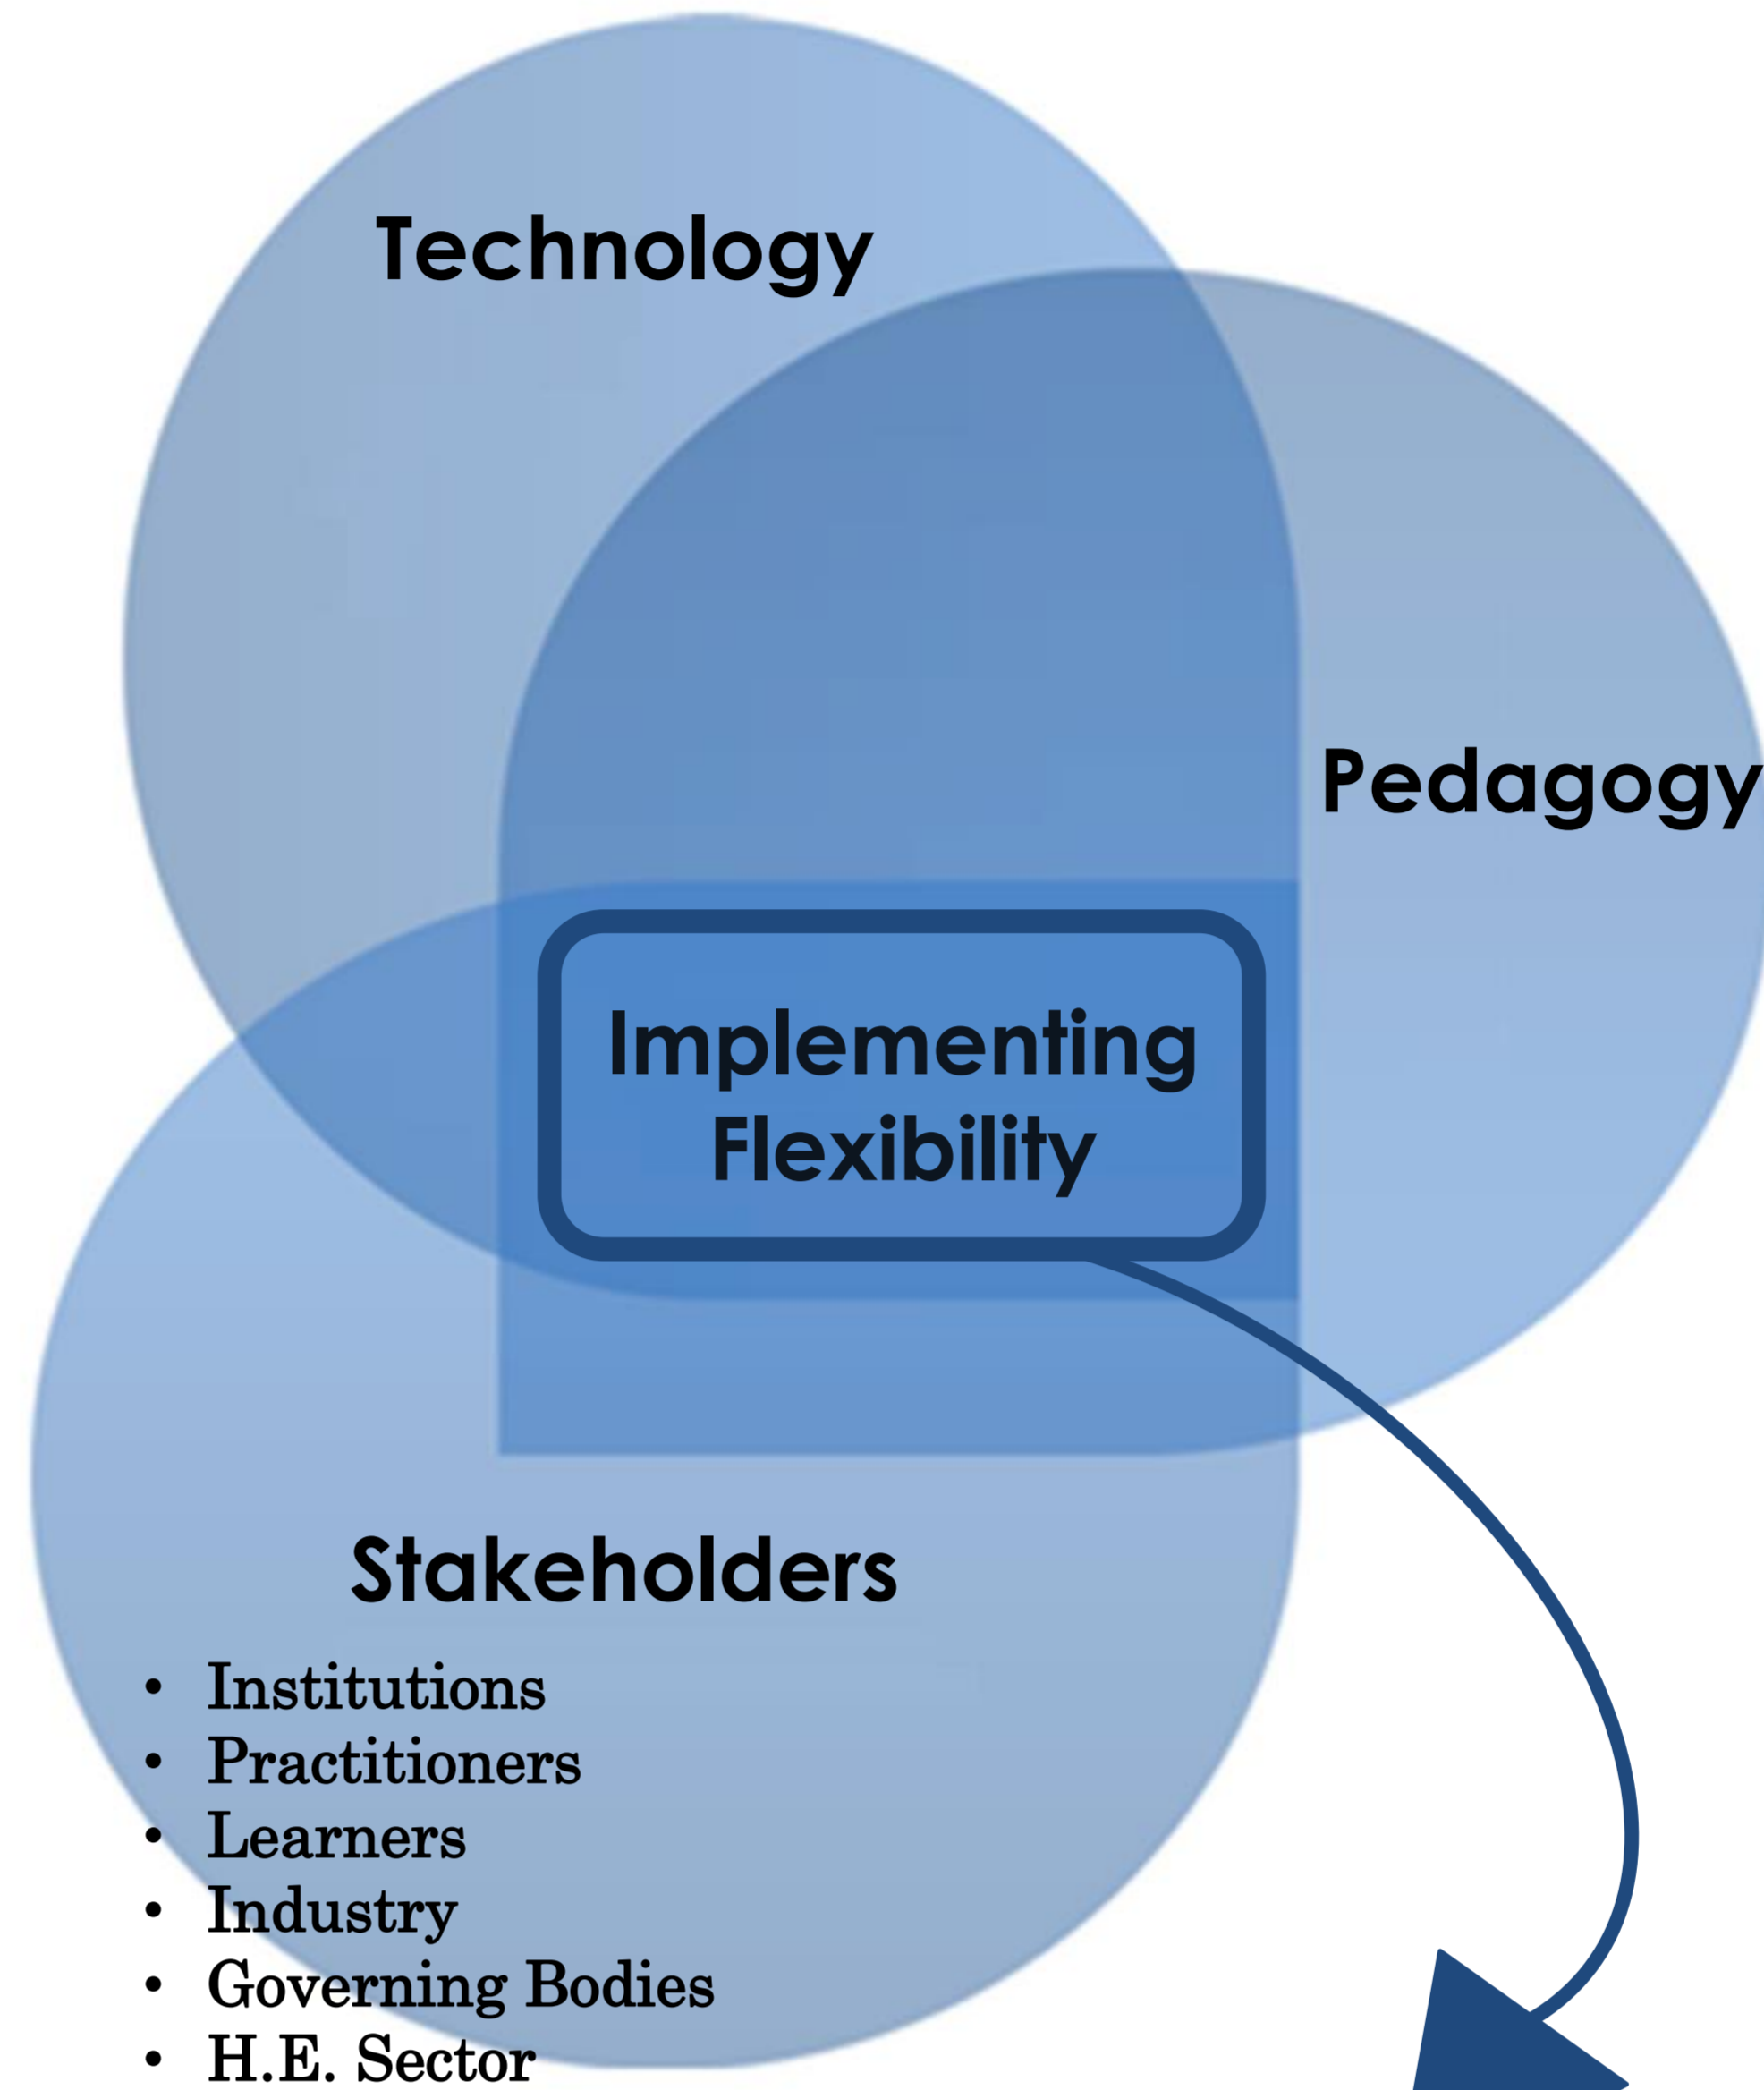 Technology
Pedagogy
Implementing
Flexibility
Stakeholders
• Institutions
• Practitioners
• Learners
• Industry
• Governing Bodies
• H.E. Sector